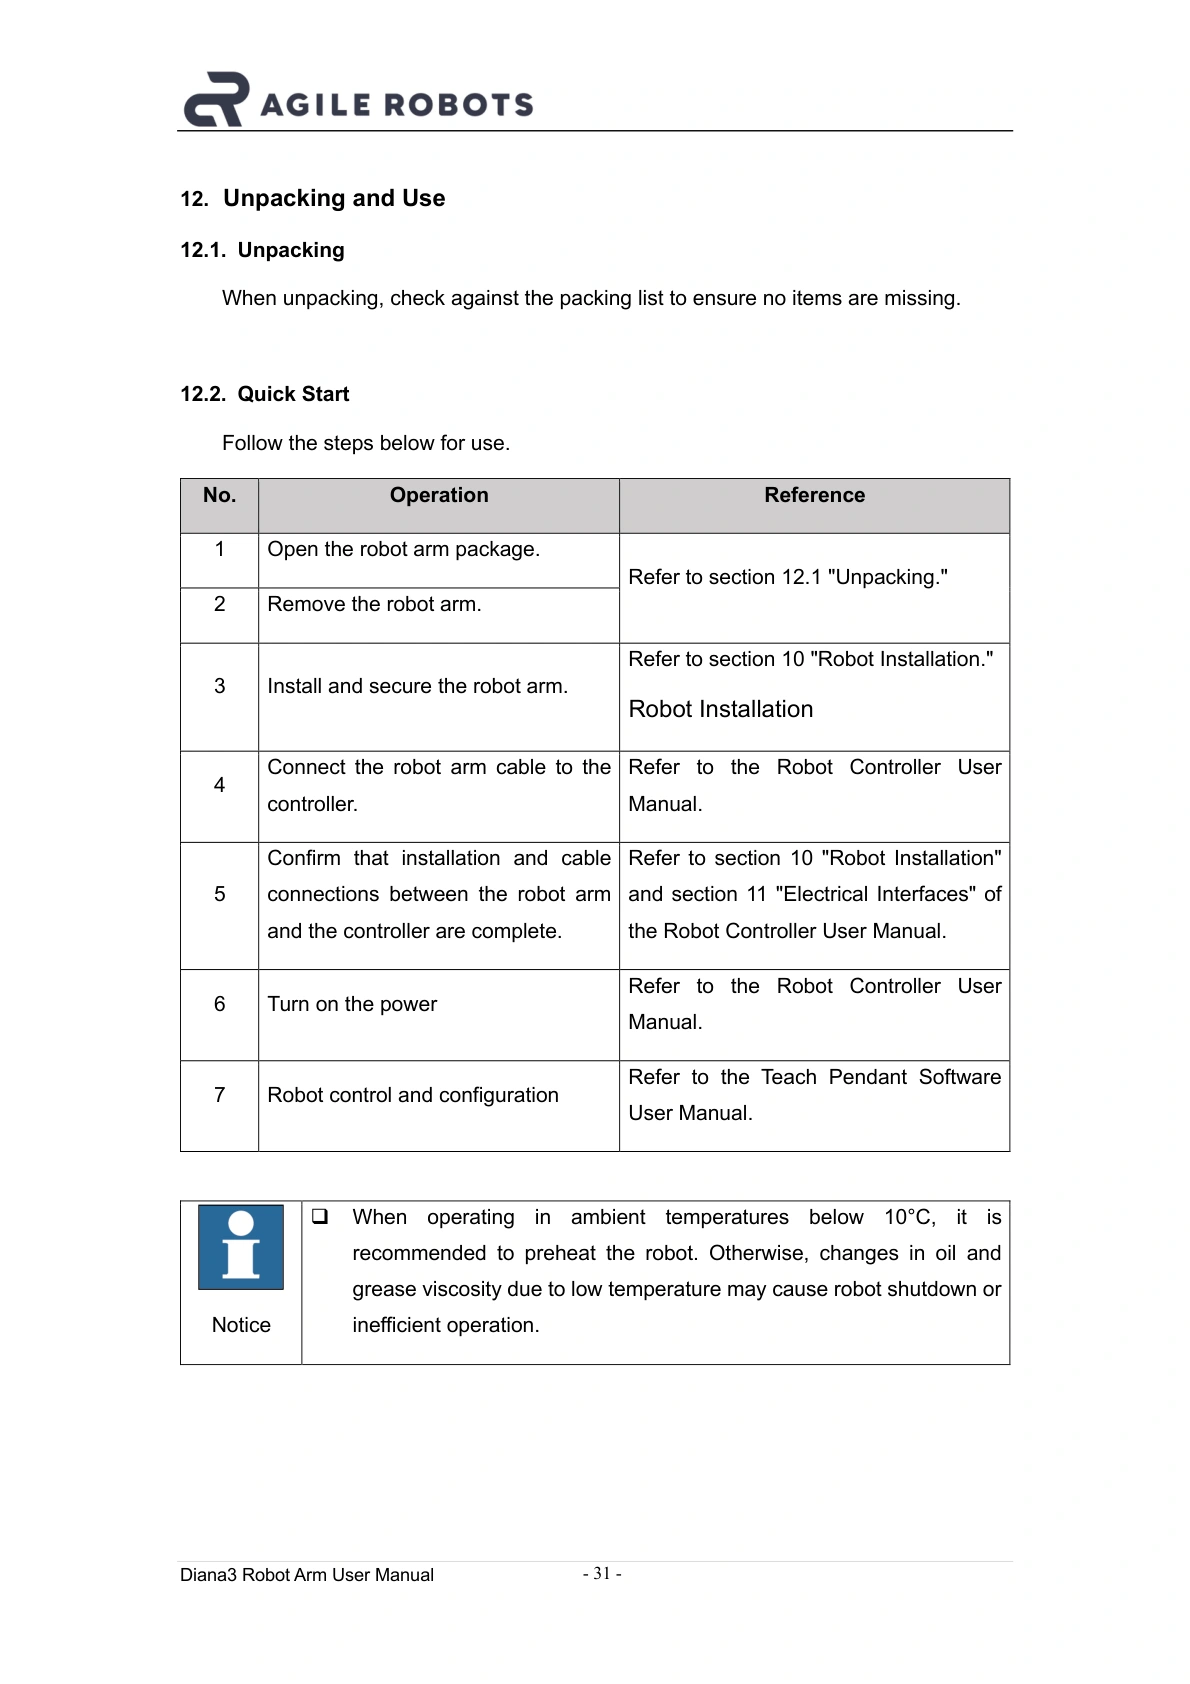 AGILE ROBOTS
12. Unpacking and Use
12.1. Unpacking
When unpacking, check against the packing list to ensure no items are missing.
12.2. Quick Start
Follow the steps below for use.
No. Operation Reference
1 Open the robot arm package.
Refer to section 12.1 "Unpacking."
2 Remove the robot arm.
3 Install and secure the robot arm.
Refer to section 10 "Robot Installation."
Robot Installation
4
Connect the robot arm cable to the
controller.
Refer to the Robot Controller User
Manual.
5
Confirm that installation and cable
connections between the robot arm
and the controller are complete.
Refer to section 10 "Robot Installation"
and section 11 "Electrical Interfaces" of
the Robot Controller User Manual.
6 Turn on the power
Refer to the Robot Controller User
Manual.
7 Robot control and configuration
Refer to the Teach Pendant Software
User Manual.
Notice
❑ When operating in ambient temperatures below 10°C, it is
recommended to preheat the robot. Otherwise, changes in oil and
grease viscosity due to low temperature may cause robot shutdown or
inefficient operation.
Diana3 Robot Arm User Manual - 31 -